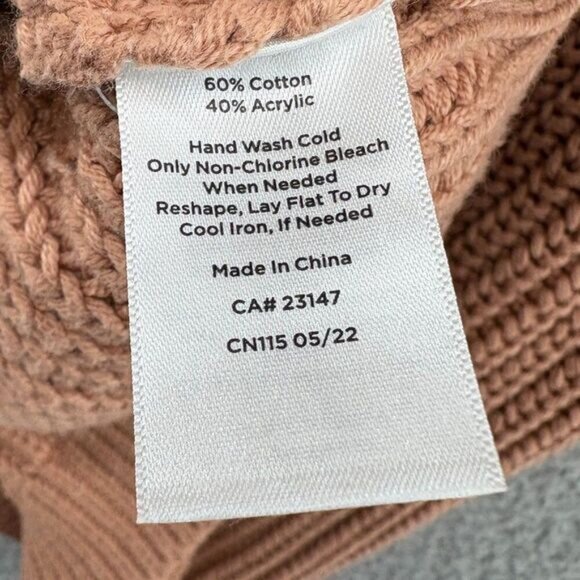 60% Cotton
40% Acrylic
Hand Wash Cold
Only Non-Chlorine Bleach
When Needed
Reshape, Lay Flat To Dry
Cool Iron, If Needed
Made In China
CA# 23147
CN115 05/22